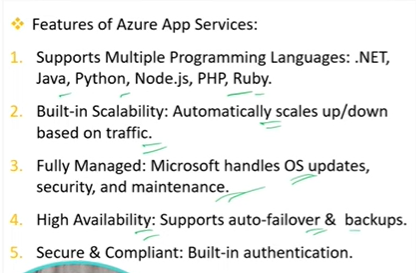 ❖ Features of Azure App Services:
1. Supports Multiple Programming Languages: .NET,
Java, Python, Node.js, PHP, Ruby.
2. Built-in Scalability: Automatically scales up/down
based on traffic.
3. Fully Managed: Microsoft handles OS updates,
security, and maintenance.
4. High Availability: Supports auto-failover & backups.
5. Secure & Compliant: Built-in authentication.